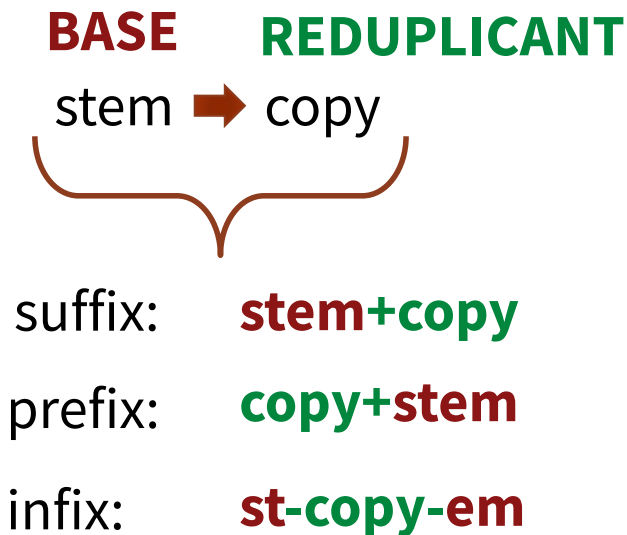 BASE REDUPLICANT
stem copy
suffix: stem+copy
prefix: copy+stem
infix: st-copy-em